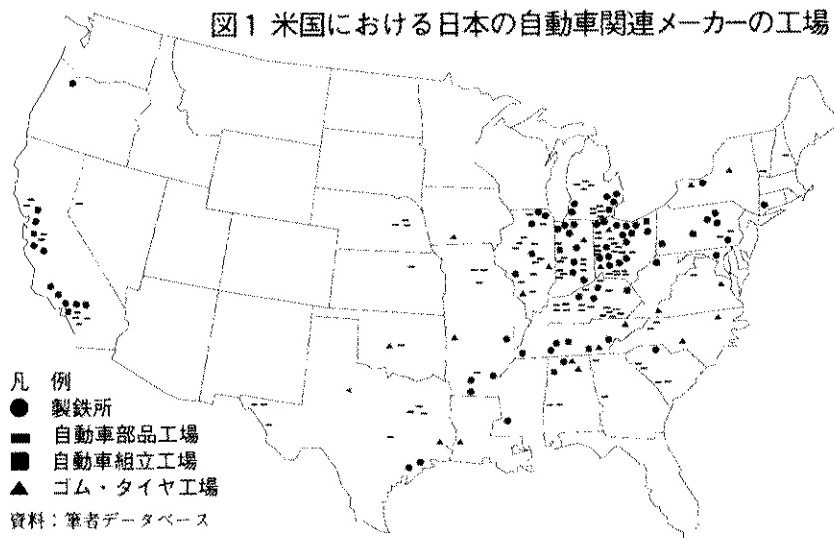 図1 米国における日本の自動車関連メーカーの工場
凡 例
製鉄所
自動車部品工場
自動車組立工場
ゴム・タイヤ工場
資料：筆者データベース